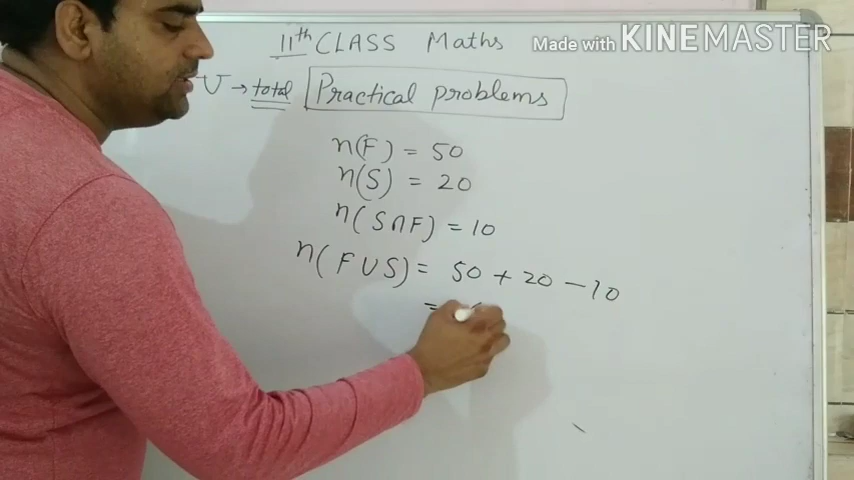 11th CLASS Maths
Made with KINEMASTER
U → total Practical problems
n(F) = 50
n(S) = 20
n(S∩F) = 10
n(F∪S) = 50 + 20 - 10
=